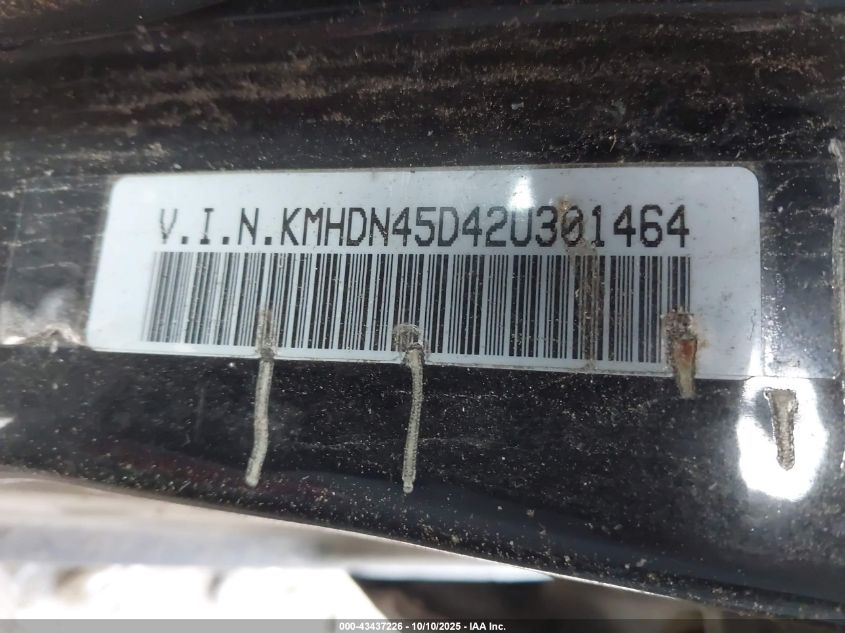 V.I.N.KMHDN45D42U301464
000-43437226 - 10/10/2025 - IAA Inc.